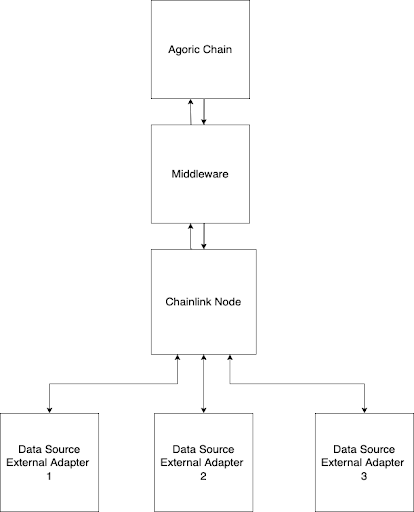 Agoric Chain
Middleware
Chainlink Node
Data Source
External Adapter
1
Data Source
External Adapter
2
Data Source
External Adapter
3